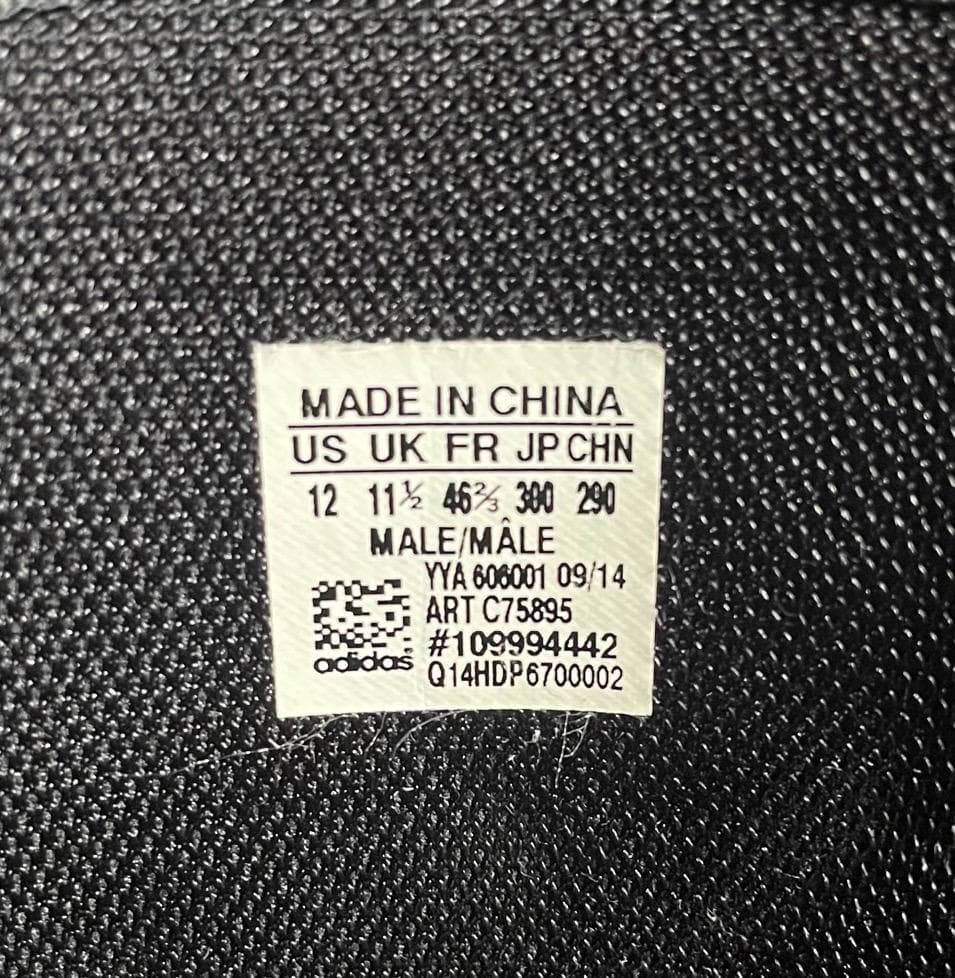 MADE IN CHINA
US UK FR JP CHN
12 11½ 46⅔ 300 290
MALE/MÂLE
YYA 606001 09/14
ART C75895
#109994442
adidas
Q14HDP6700002